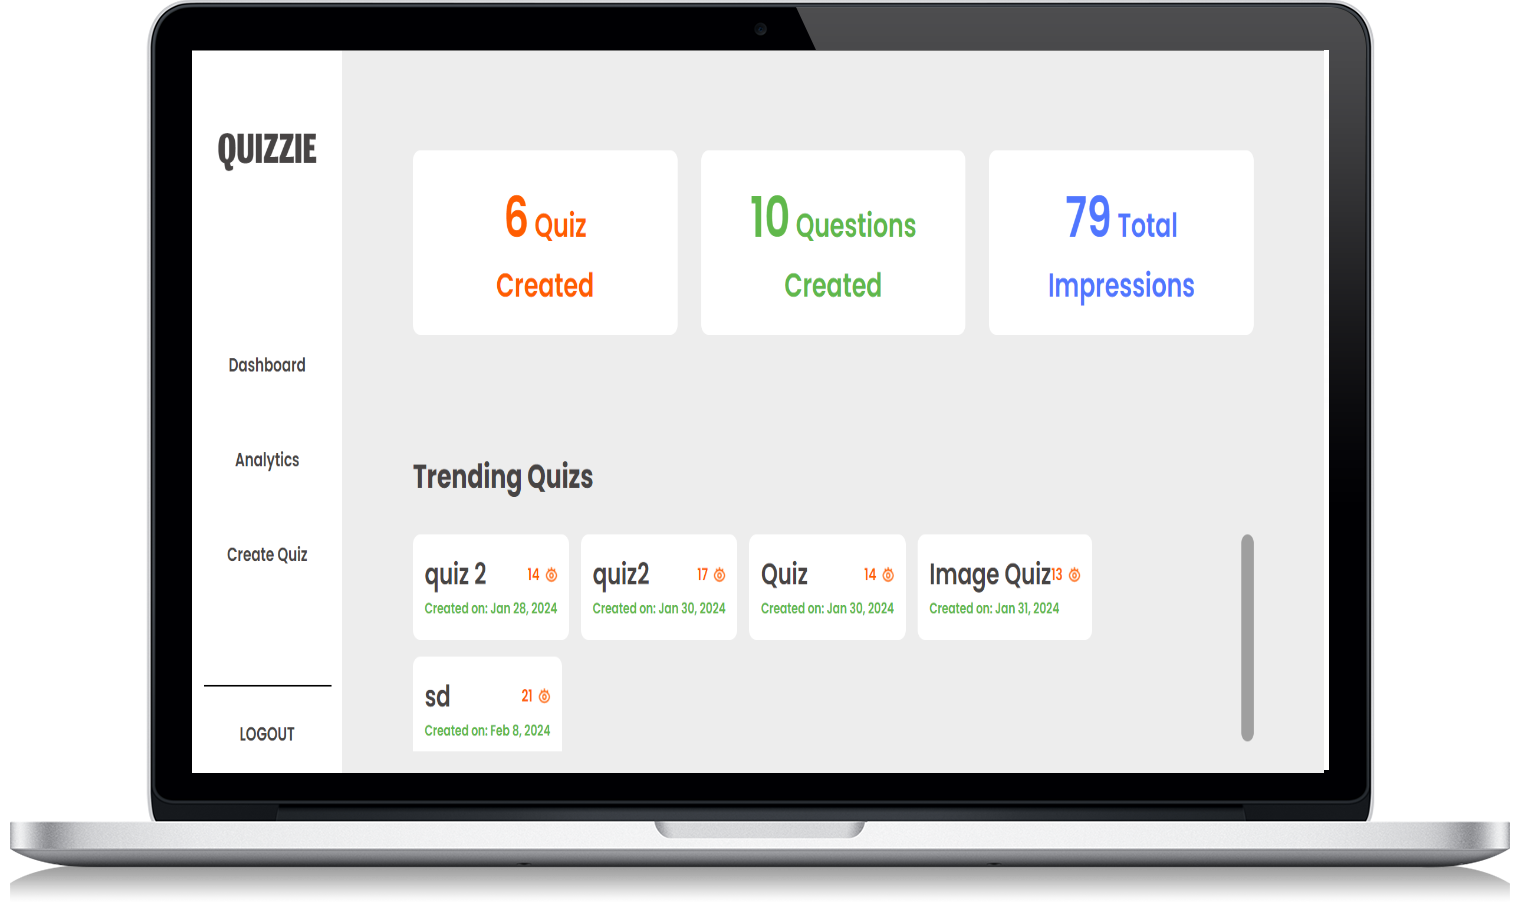 QUIZZIE
Dashboard
Analytics
Create Quiz
LOGOUT
6 Quiz
Created
10 Questions
Created
79 Total
Impressions
Trending Quizs
quiz 2 14
Created on: Jan 28, 2024
quiz2 17
Created on: Jan 30, 2024
Quiz 14
Created on: Jan 30, 2024
Image Quiz13
Created on: Jan 31, 2024
sd 21
Created on: Feb 8, 2024